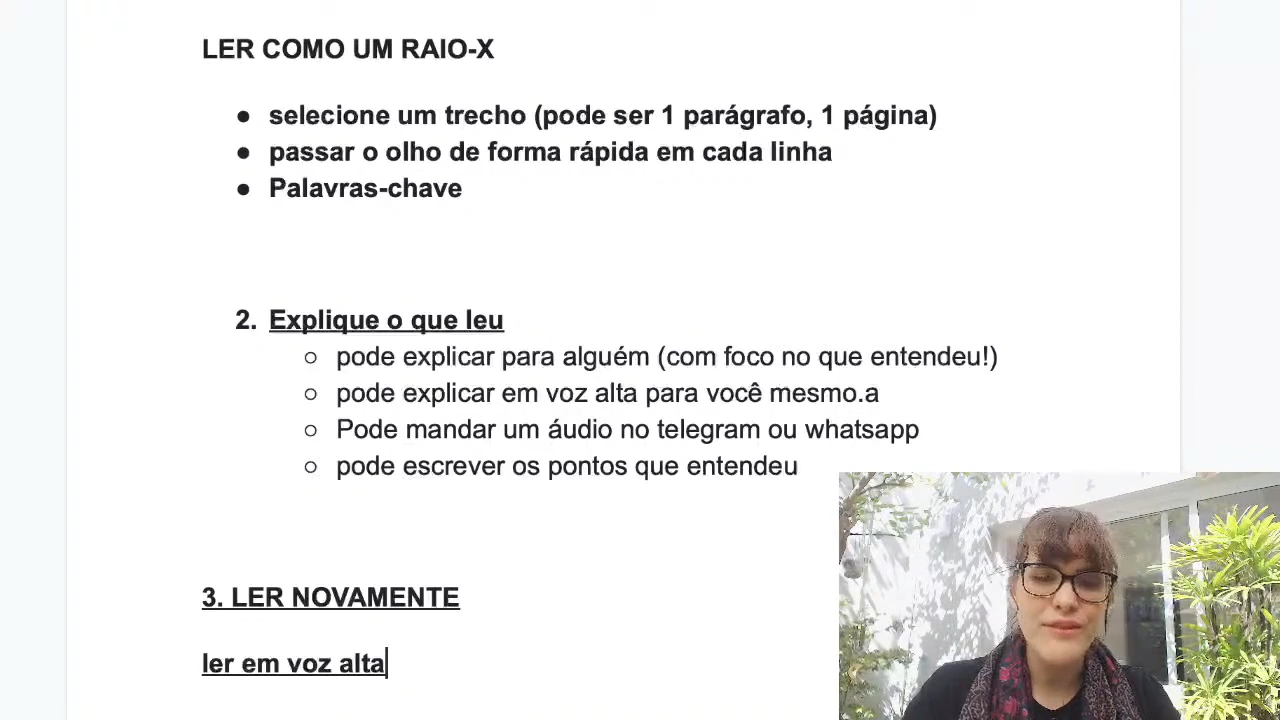 LER COMO UM RAIO-X
● selecione um trecho (pode ser 1 parágrafo, 1 página)
● passar o olho de forma rápida em cada linha
● Palavras-chave
2. Explique o que leu
○ pode explicar para alguém (com foco no que entendeu!)
○ pode explicar em voz alta para você mesmo.a
○ Pode mandar um áudio no telegram ou whatsapp
○ pode escrever os pontos que entendeu
3. LER NOVAMENTE
ler em voz alta